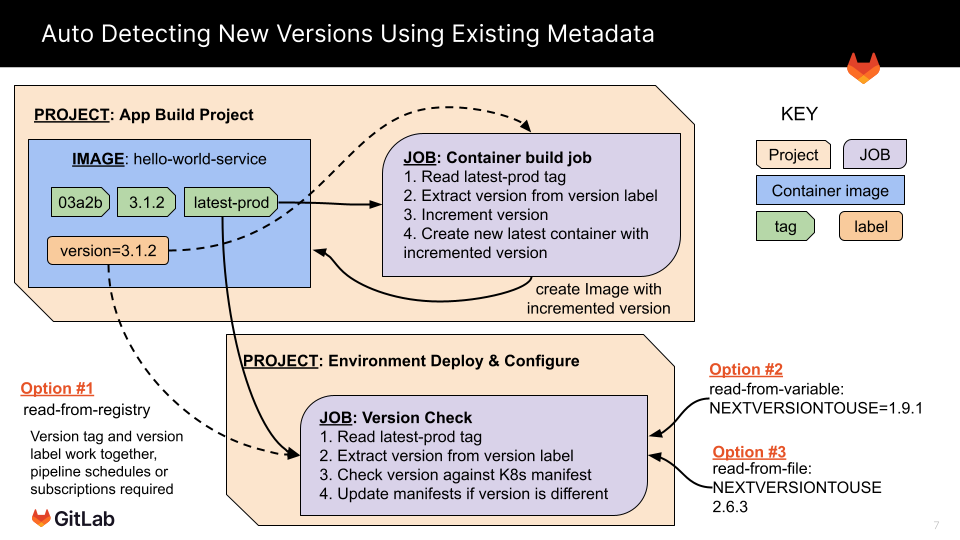 Auto Detecting New Versions Using Existing Metadata
PROJECT: App Build Project
IMAGE: hello-world-service
03a2b
3.1.2
latest-prod
version=3.1.2
JOB: Container build job
1. Read latest-prod tag
2. Extract version from version label
3. Increment version
4. Create new latest container with
incremented version
create Image with
incremented version
KEY
Project
JOB
Container image
tag
label
PROJECT: Environment Deploy & Configure
JOB: Version Check
1. Read latest-prod tag
2. Extract version from version label
3. Check version against K8s manifest
4. Update manifests if version is different
Option #1
read-from-registry
Version tag and version
label work together,
pipeline schedules or
subscriptions required
Option #2
read-from-variable:
NEXTVERSIONTOUSE=1.9.1
Option #3
read-from-file:
NEXTVERSIONTOUSE
2.6.3
GitLab
7